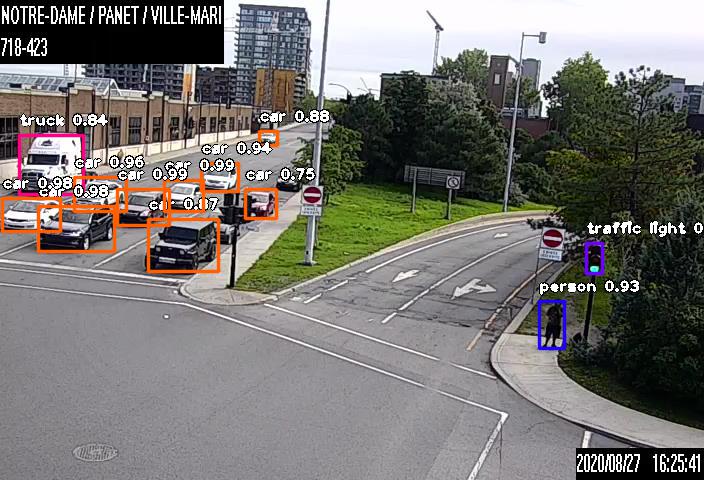 NOTRE-DAME / PANET / VILLE-MARI
718-423
car 0.88
truck 0.84
car 0.94
car 0.96
car 0.99
car 0.99
car 0.75
car 0.98
car 0.98
car 0.87
traffic light 0
person 0.93
2020/08/27 16:25:41